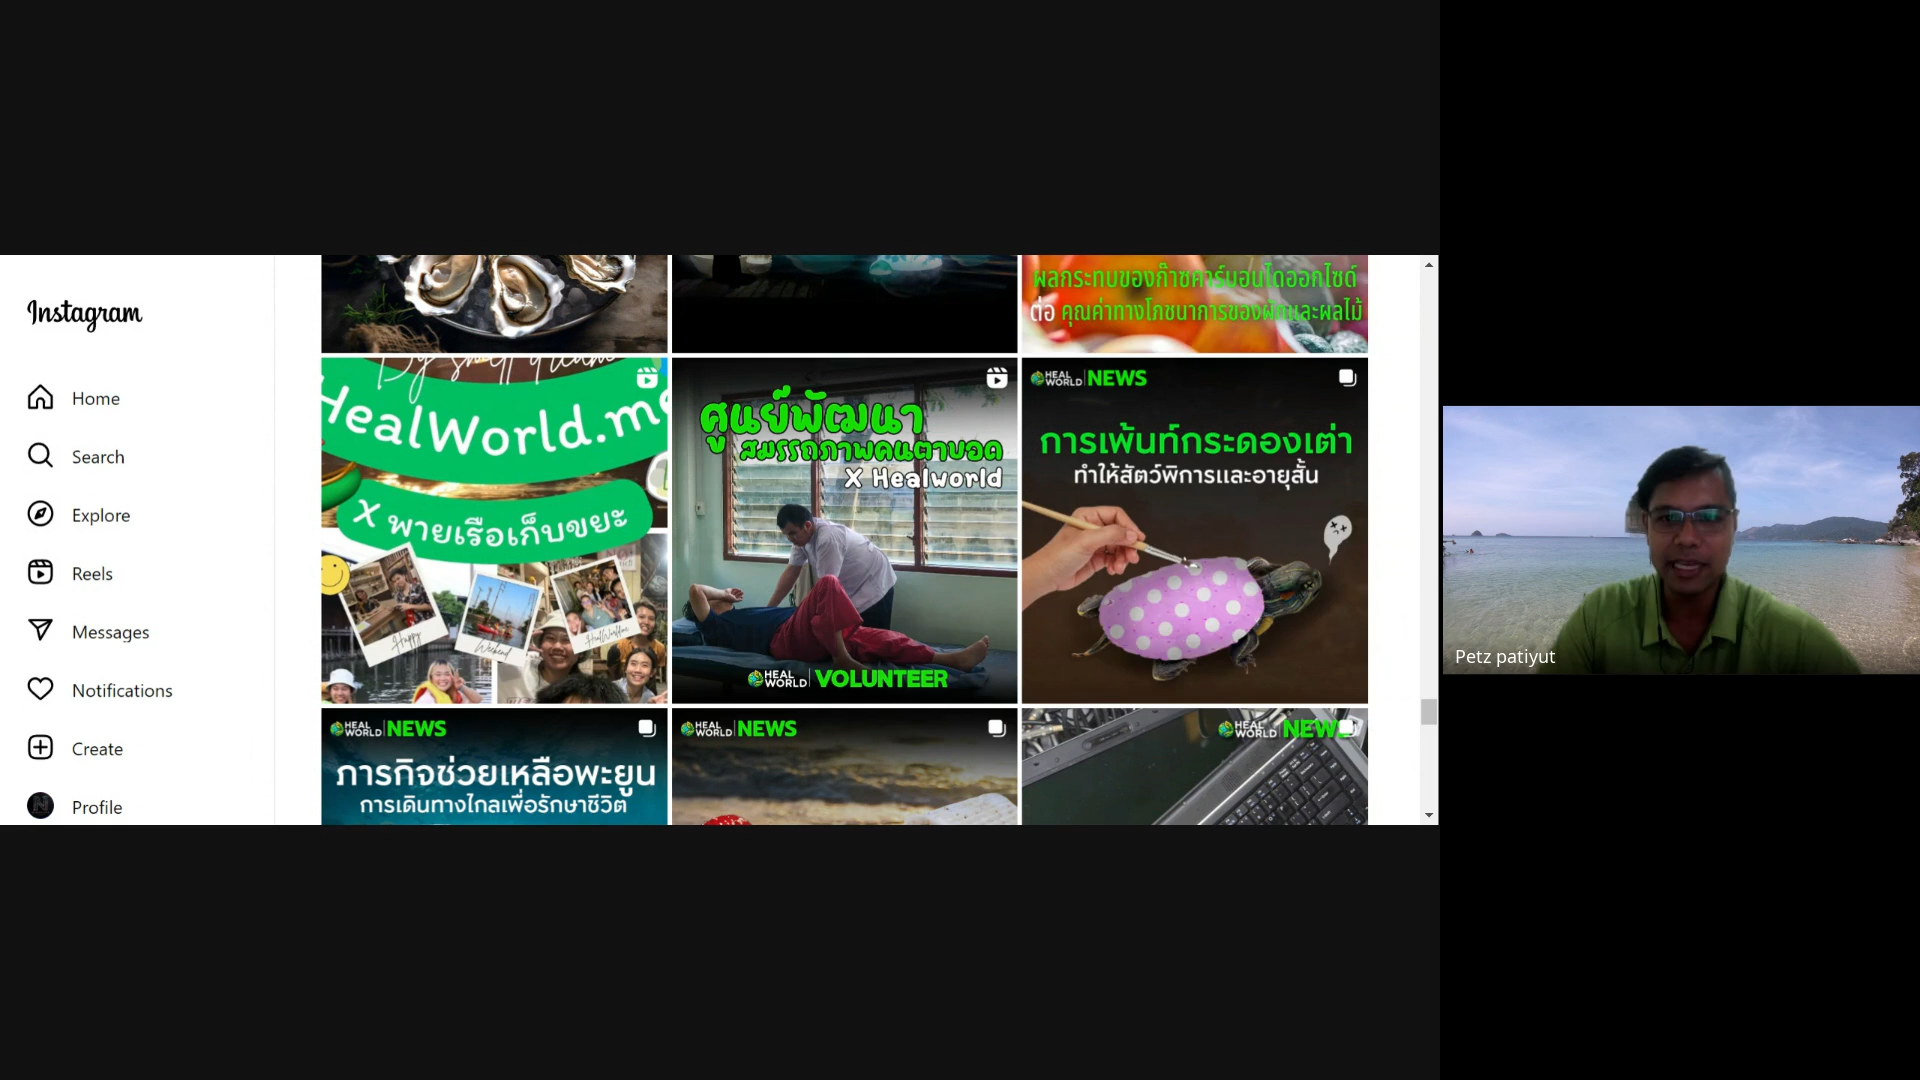 Instagram
Home
Search
Explore
Reels
Messages
Notifications
Create
Profile
ผลกระทบของก๊าซคาร์บอนไดออกไซด์
ต่อ คุณค่าทางโภชนาการของผักและผลไม้
By small dream
HealWorld.me
X พายเรือเก็บขยะ
Happy
Weekend
HealWorld.me
ศูนย์พัฒนา
สมรรถภาพคนตาบอด
X Healworld
HEAL WORLD VOLUNTEER
HEAL WORLD NEWS
การเพ้นท์กระดองเต่า
ทำให้สัตว์พิการและอายุสั้น
HEAL WORLD NEWS
ภารกิจช่วยเหลือพะยูน
การเดินทางไกลเพื่อรักษาชีวิต
HEAL WORLD NEWS
HEAL WORLD NEWS
Petz patiyut